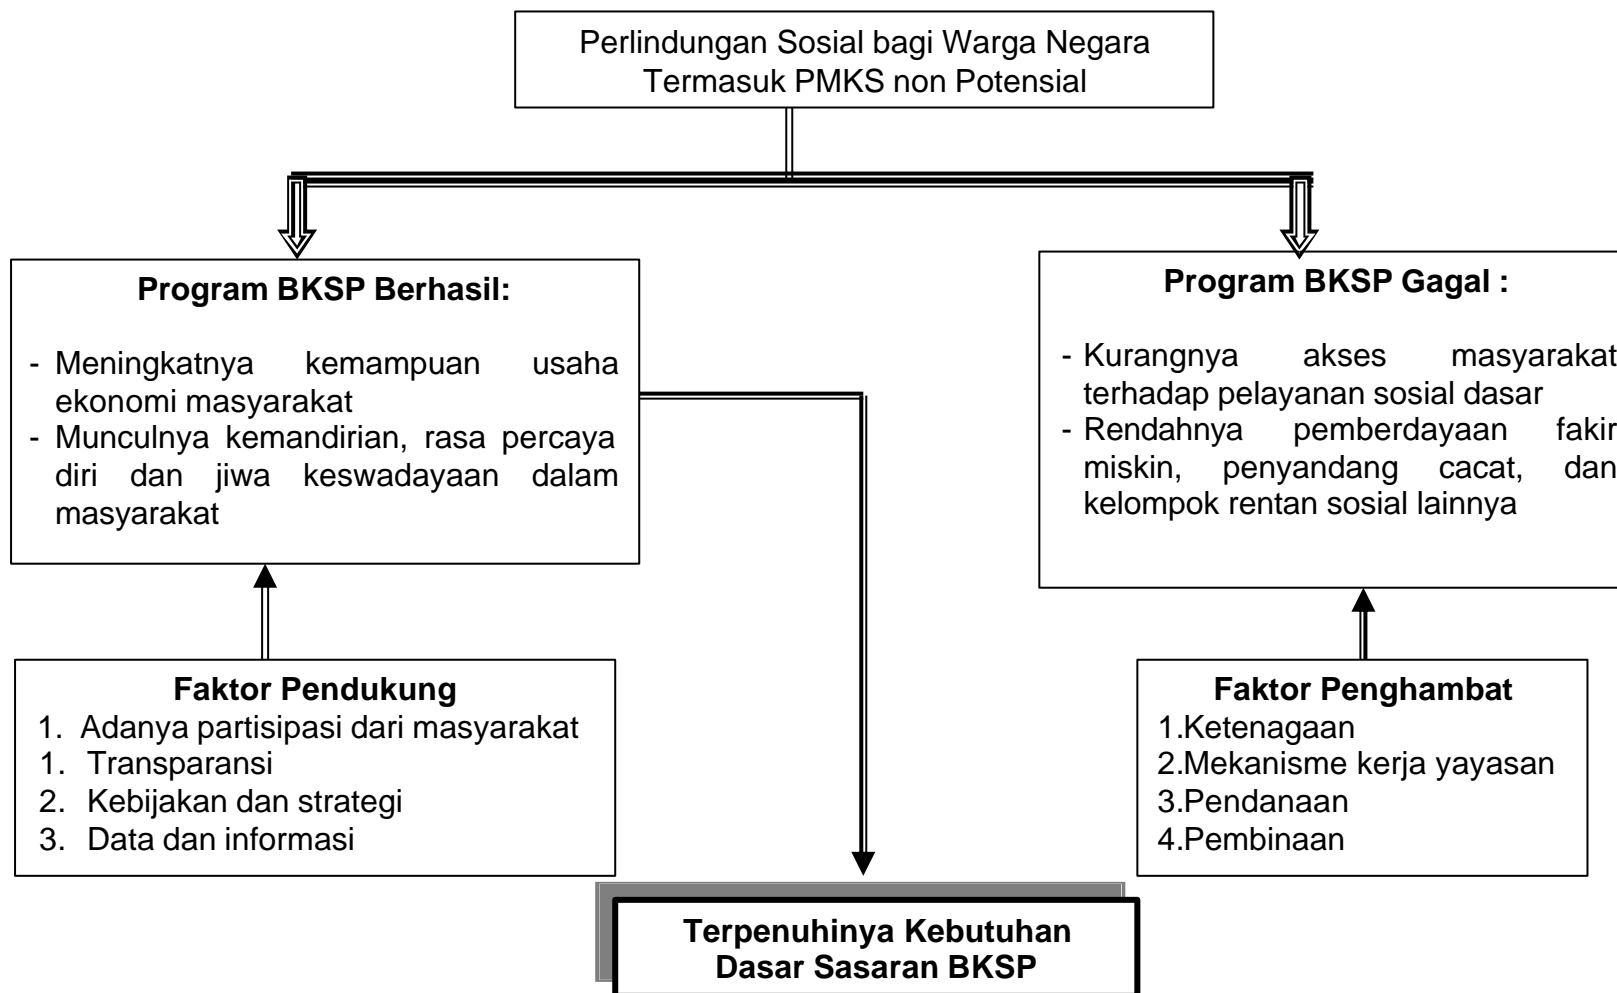 Perlindungan Sosial bagi Warga Negara
Termasuk PMKS non Potensial
Program BKSP Berhasil:
- Meningkatnya kemampuan usaha
ekonomi masyarakat
- Munculnya kemandirian, rasa percaya
diri dan jiwa keswadayaan dalam
masyarakat
Program BKSP Gagal :
- Kurangnya akses masyarakat
terhadap pelayanan sosial dasar
- Rendahnya pemberdayaan fakir
miskin, penyandang cacat, dan
kelompok rentan sosial lainnya
Faktor Pendukung
1. Adanya partisipasi dari masyarakat
1. Transparansi
2. Kebijakan dan strategi
3. Data dan informasi
Faktor Penghambat
1.Ketenagaan
2.Mekanisme kerja yayasan
3.Pendanaan
4.Pembinaan
Terpenuhinya Kebutuhan
Dasar Sasaran BKSP